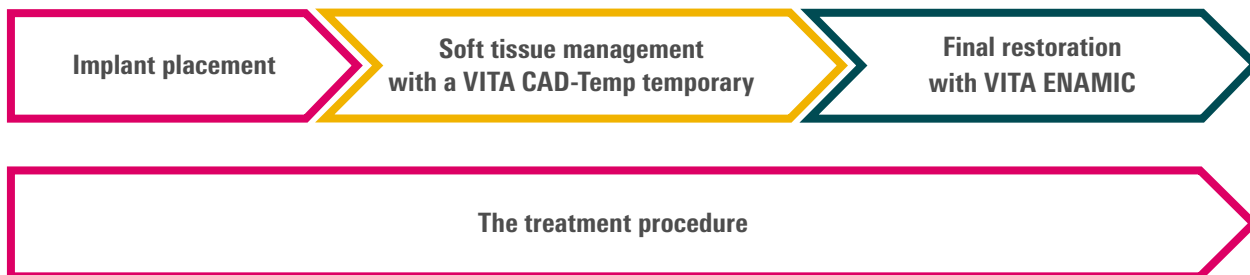 Implant placement
Soft tissue management
with a VITA CAD-Temp temporary
Final restoration
with VITA ENAMIC
The treatment procedure